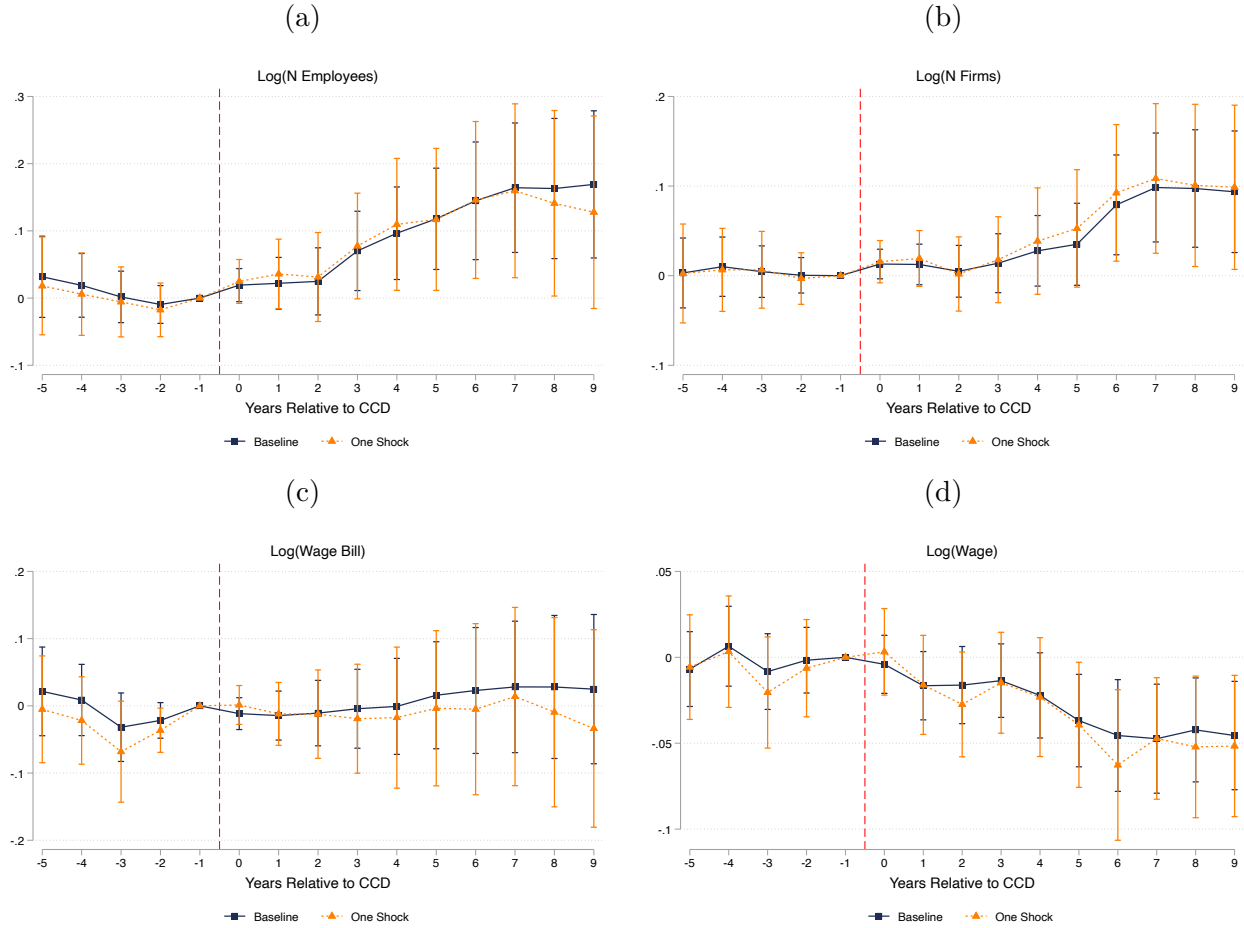 (a)
Log(N Employees)
.3
.2
.1
0
-.1
-5 -4 -3 -2 -1 0 1 2 3 4 5 6 7 8 9
Years Relative to CCD
Baseline One Shock
(b)
Log(N Firms)
.2
.1
0
-.1
-5 -4 -3 -2 -1 0 1 2 3 4 5 6 7 8 9
Years Relative to CCD
Baseline One Shock
(c)
Log(Wage Bill)
.2
.1
0
-.1
-.2
-5 -4 -3 -2 -1 0 1 2 3 4 5 6 7 8 9
Years Relative to CCD
Baseline One Shock
(d)
Log(Wage)
.05
0
-.05
-.1
-5 -4 -3 -2 -1 0 1 2 3 4 5 6 7 8 9
Years Relative to CCD
Baseline One Shock